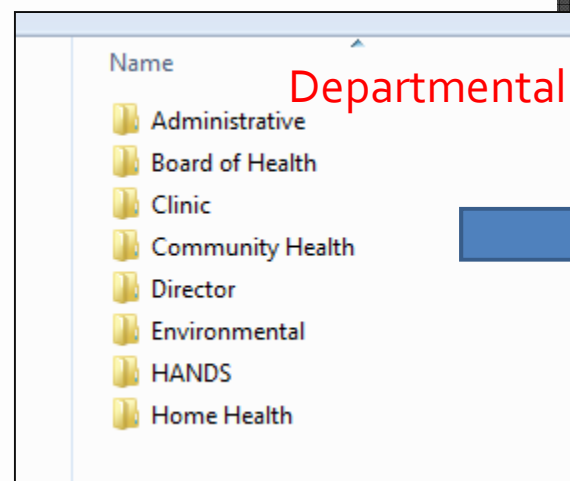 Name
Departmental
Administrative
Board of Health
Clinic
Community Health
Director
Environmental
HANDS
Home Health